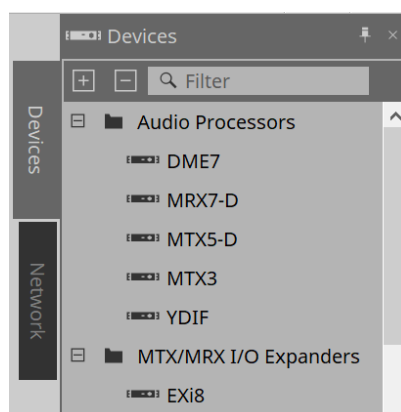 Devices
Filter
Devices
Network
Audio Processors
DME7
MRX7-D
MTX5-D
MTX3
YDIF
MTX/MRX I/O Expanders
EXi8